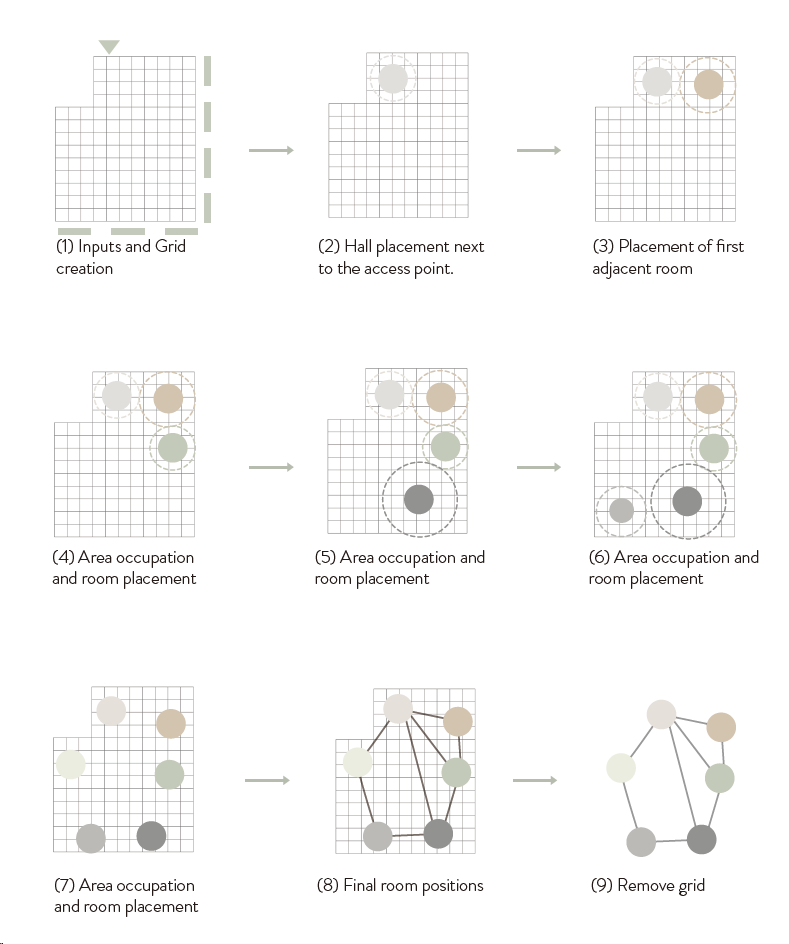 (1) Inputs and Grid
creation
(2) Hall placement next
to the access point.
(3) Placement of first
adjacent room
(4) Area occupation
and room placement
(5) Area occupation and
room placement
(6) Area occupation and
room placement
(7) Area occupation
and room placement
(8) Final room positions
(9) Remove grid